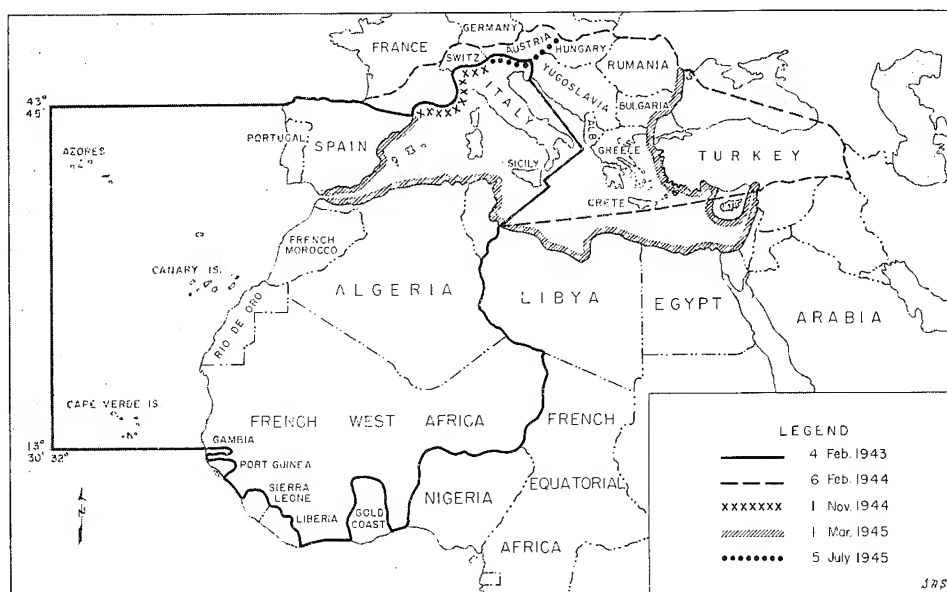 GERMANY
FRANCE
SWITZ
AUSTRIA
HUNGARY
RUMANIA
YUGOSLAVIA
ITALY
BULGARIA
43°
45'
PORTUGAL
SPAIN
ALB
GREECE
TURKEY
AZORES
SICILY
CRETE
FRENCH
MOROCCO
CANARY IS.
ALGERIA
LIBYA
EGYPT
ARABIA
RIO DE ORO
CAPE VERDE IS.
FRENCH WEST AFRICA
FRENCH
EQUATORIAL
AFRICA
13°
30' 32°
GAMBIA
PORT GUINEA
SIERRA
LEONE
LIBERIA
GOLD
COAST
NIGERIA
LEGEND
4 Feb. 1943
6 Feb. 1944
1 Nov. 1944
1 Mar. 1945
5 July 1945